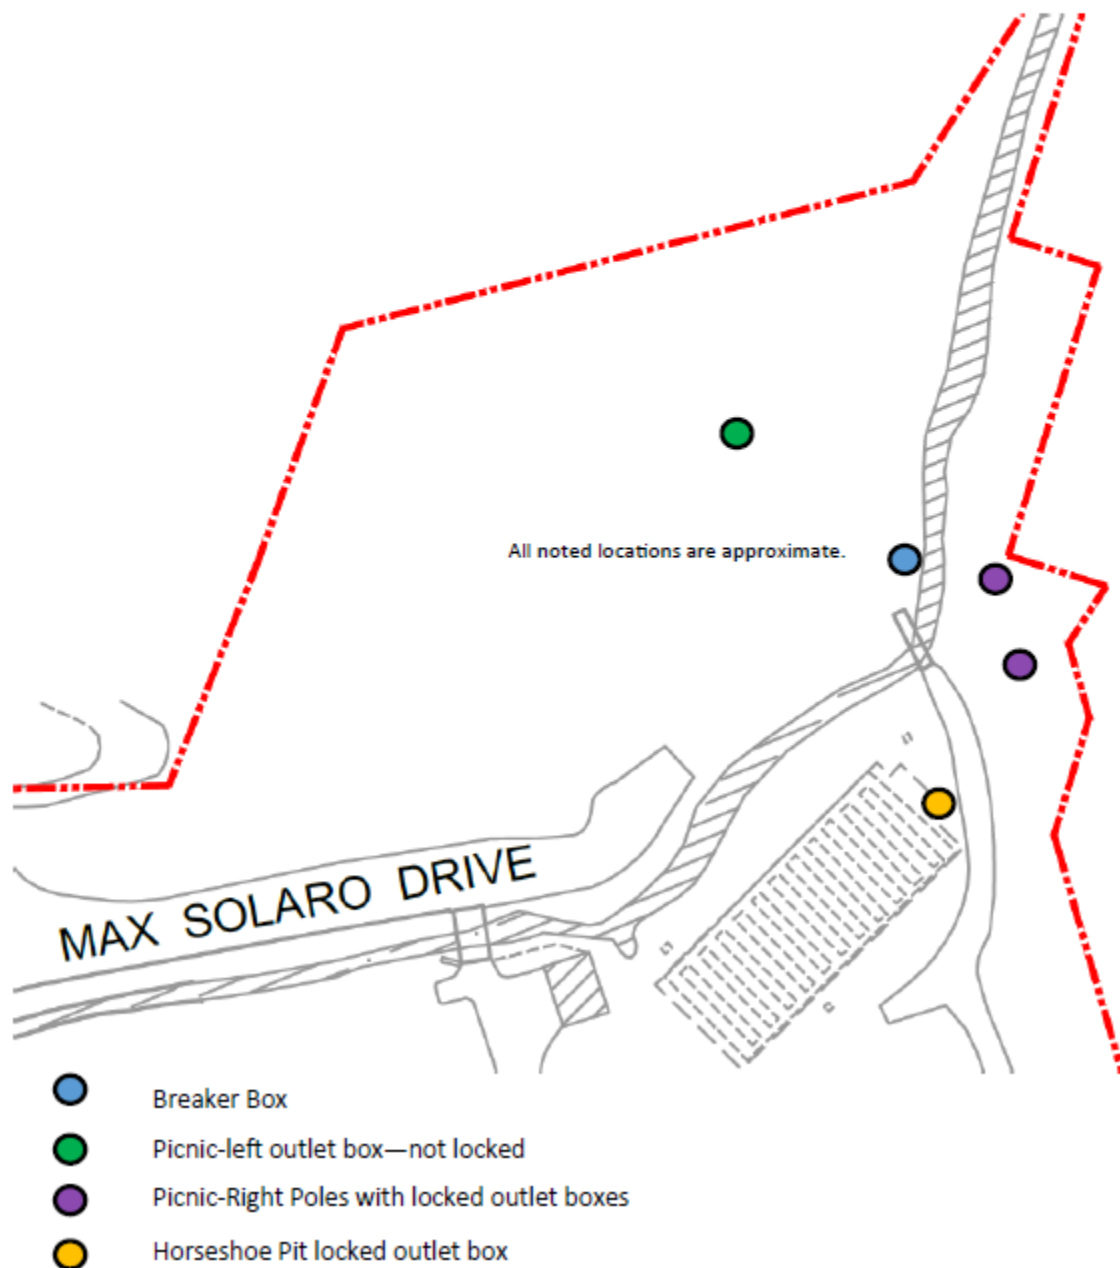 All noted locations are approximate.
MAX SOLARO DRIVE
Breaker Box
Picnic-left outlet box—not locked
Picnic-Right Poles with locked outlet boxes
Horseshoe Pit locked outlet box